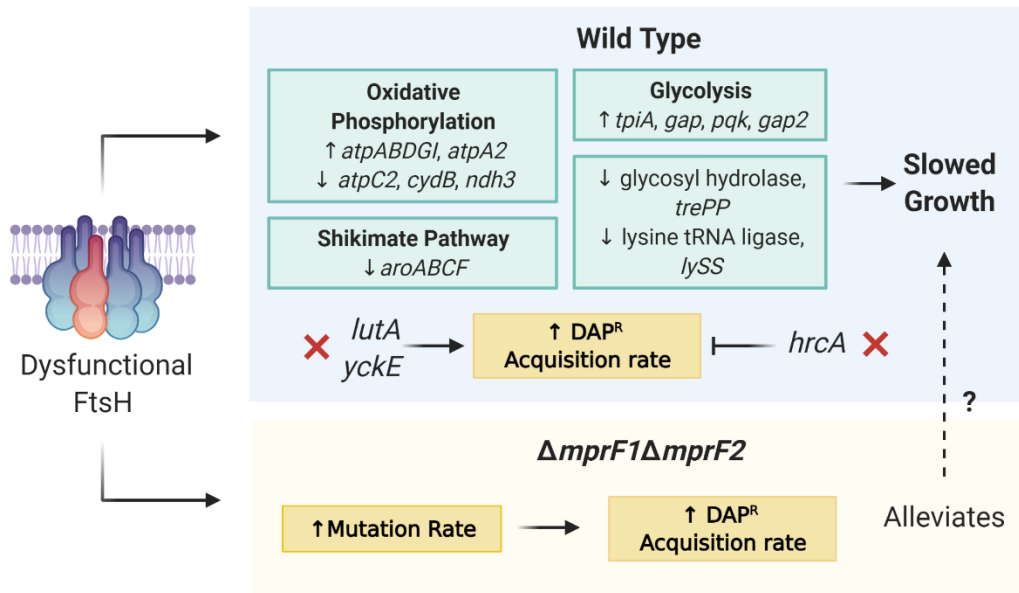 Wild Type
Oxidative
Phosphorylation
↑ atpABDGI, atpA2
↓ atpC2, cydB, ndh3
Glycolysis
↑ tpiA, gap, pqk, gap2
Shikimate Pathway
↓ aroABCF
↓ glycosyl hydrolase,
trePP
↓ lysine tRNA ligase,
lySS
Slowed
Growth
Dysfunctional
FtsH
lutA
yckE
↑ DAPᴿ
Acquisition rate
hrcA
?
ΔmprF1ΔmprF2
↑Mutation Rate
↑ DAPᴿ
Acquisition rate
Alleviates